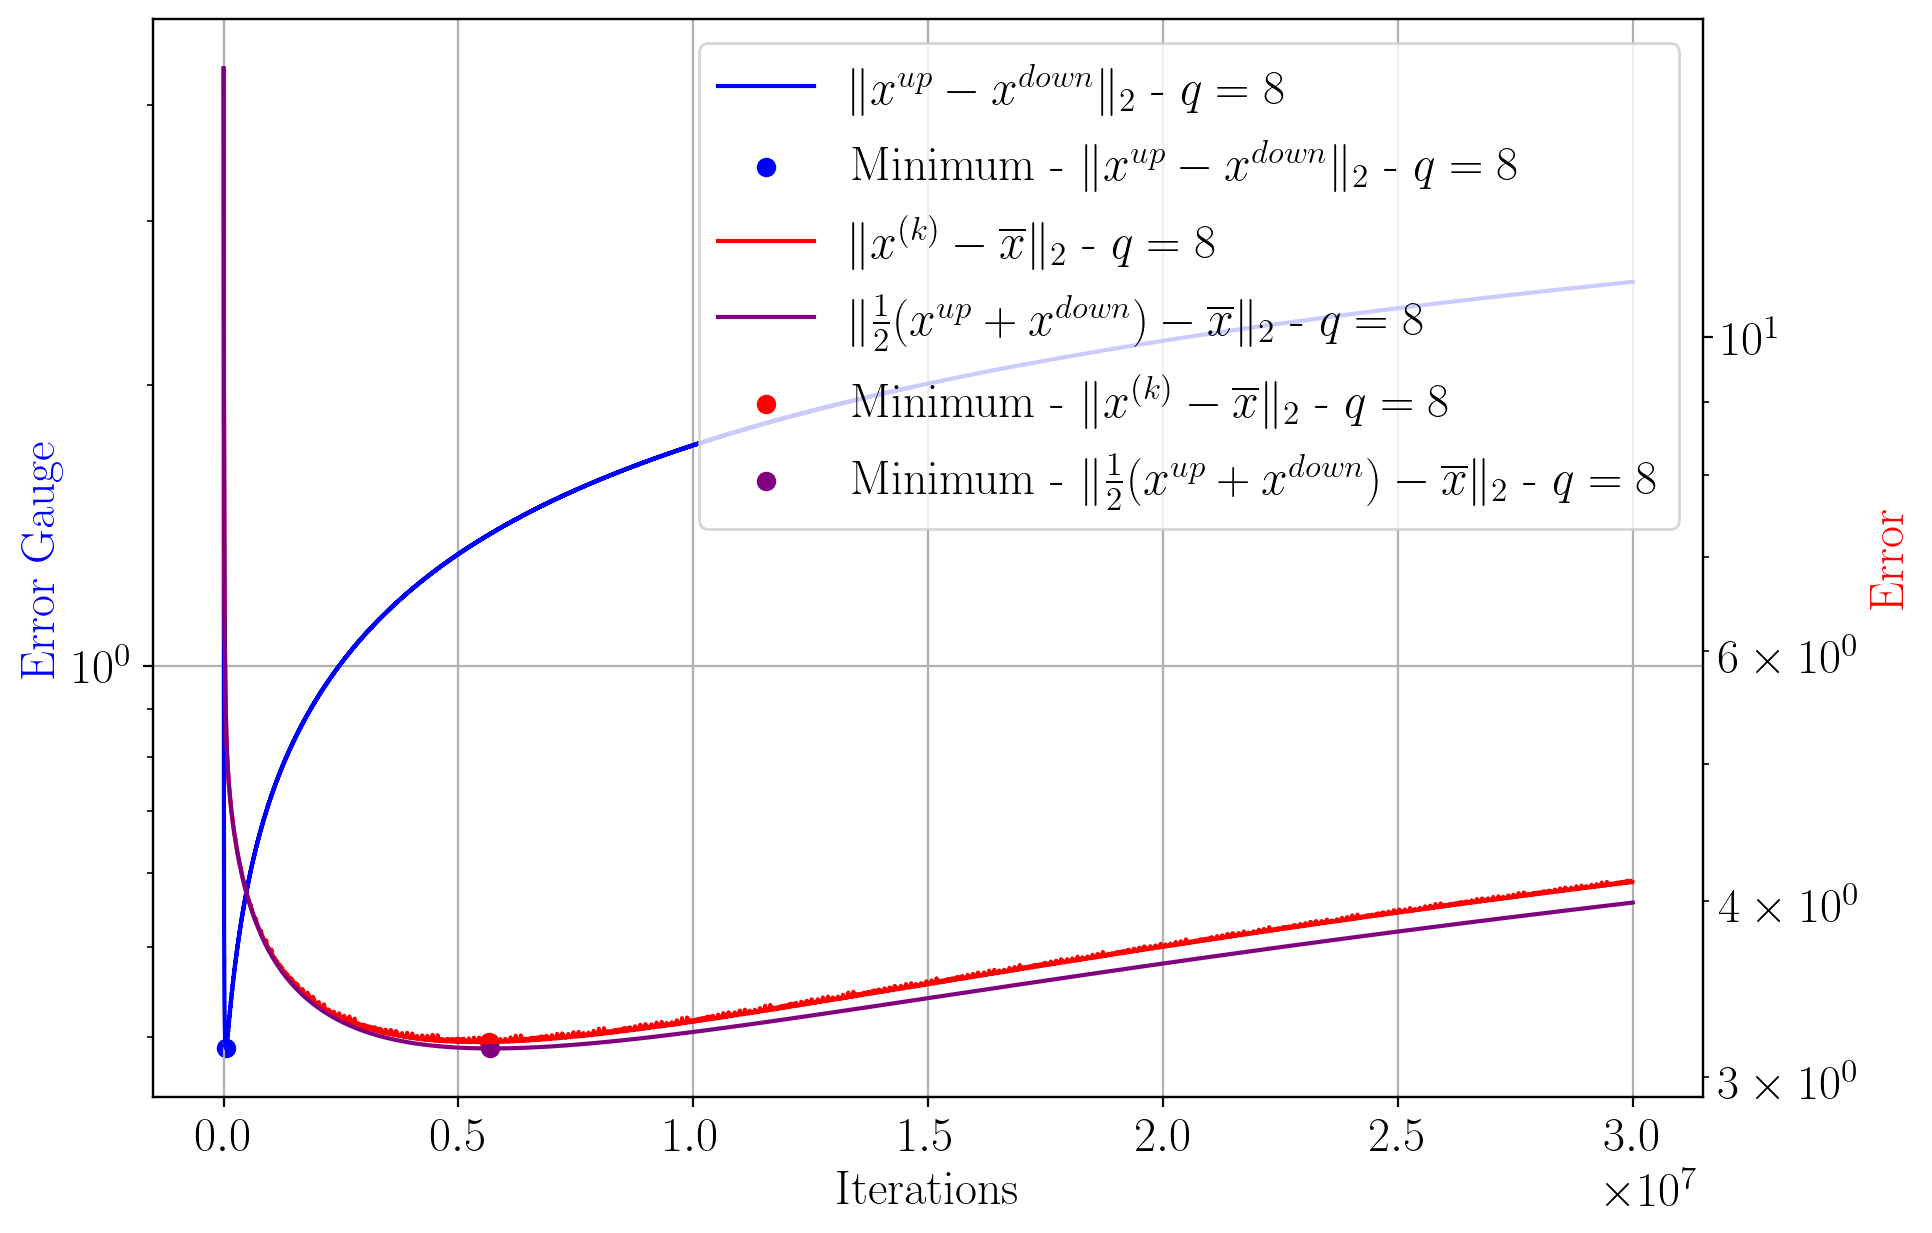 ‖x^{up} − x^{down}‖₂ - q = 8
Minimum - ‖x^{up} − x^{down}‖₂ - q = 8
‖x^{(k)} − x̅‖₂ - q = 8
‖½(x^{up} + x^{down}) − x̅‖₂ - q = 8
Minimum - ‖x^{(k)} − x̅‖₂ - q = 8
Minimum - ‖½(x^{up} + x^{down}) − x̅‖₂ - q = 8
Error Gauge
10⁰
10¹
6 × 10⁰
4 × 10⁰
3 × 10⁰
Error
0.0 0.5 1.0 1.5 2.0 2.5 3.0
Iterations
×10⁷